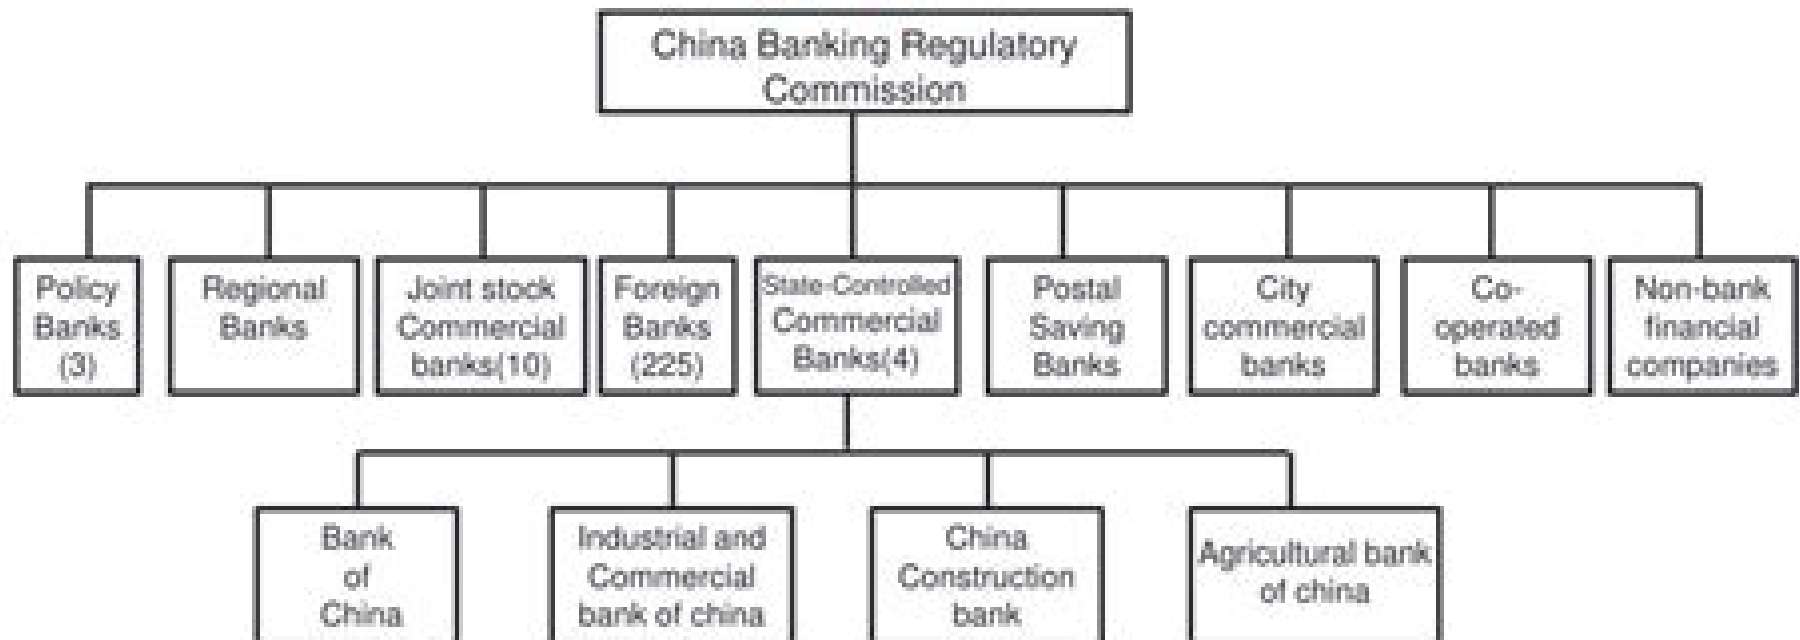 China Banking Regulatory
Commission
Policy
Banks
(3)
Regional
Banks
Joint stock
Commercial
banks(10)
Foreign
Banks
(225)
State-Controlled
Commercial
Banks(4)
Postal
Saving
Banks
City
commercial
banks
Co-
operated
banks
Non-bank
financial
companies
Bank
of
China
Industrial and
Commercial
bank of china
China
Construction
bank
Agricultural bank
of china